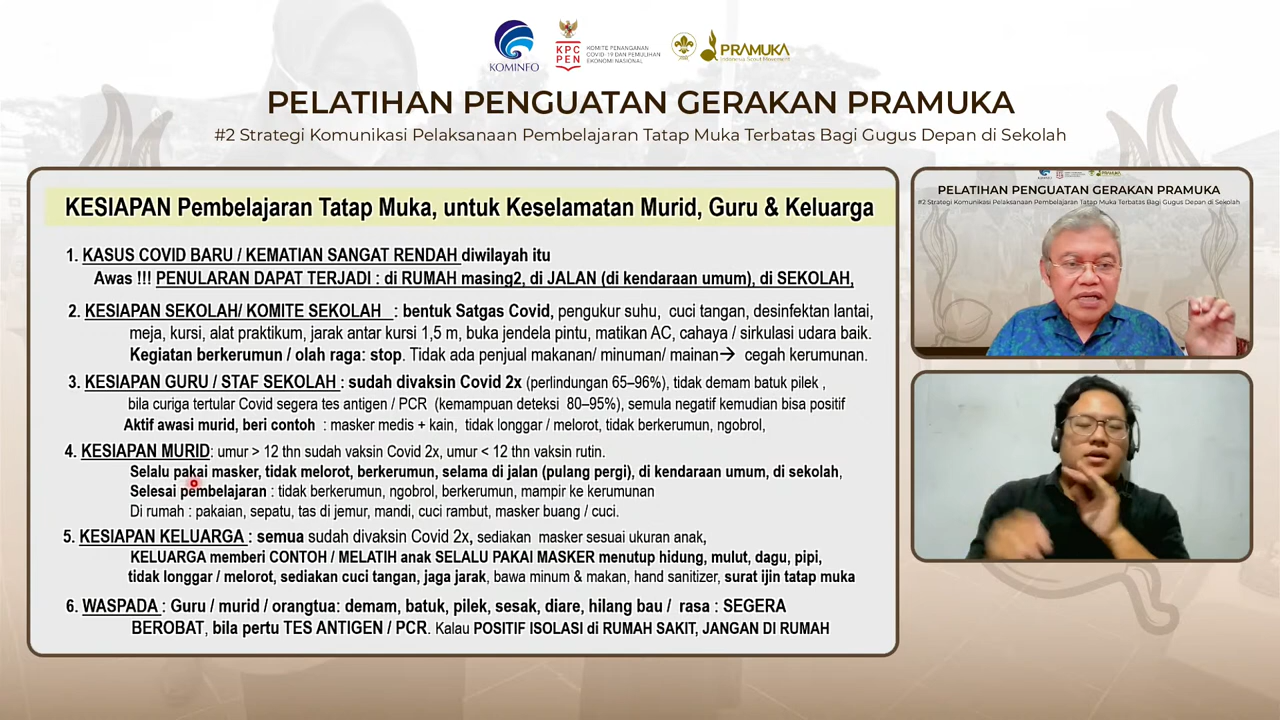 KOMINFO
KPC
PEN
KOMITE PENANGANAN
COVID-19 DAN PEMULIHAN
EKONOMI NASIONAL
PRAMUKA
Indonesia Scout Movement
PELATIHAN PENGUATAN GERAKAN PRAMUKA
#2 Strategi Komunikasi Pelaksanaan Pembelajaran Tatap Muka Terbatas Bagi Gugus Depan di Sekolah
KESIAPAN Pembelajaran Tatap Muka, untuk Keselamatan Murid, Guru & Keluarga
1. KASUS COVID BARU / KEMATIAN SANGAT RENDAH diwilayah itu
Awas !!! PENULARAN DAPAT TERJADI : di RUMAH masing2, di JALAN (di kendaraan umum), di SEKOLAH,
2. KESIAPAN SEKOLAH/ KOMITE SEKOLAH : bentuk Satgas Covid, pengukur suhu, cuci tangan, desinfektan lantai,
meja, kursi, alat praktikum, jarak antar kursi 1,5 m, buka jendela pintu, matikan AC, cahaya / sirkulasi udara baik.
Kegiatan berkerumun / olah raga: stop. Tidak ada penjual makanan/ minuman/ mainan→ cegah kerumunan.
3. KESIAPAN GURU / STAF SEKOLAH : sudah divaksin Covid 2x (perlindungan 65–96%), tidak demam batuk pilek ,
bila curiga tertular Covid segera tes antigen / PCR (kemampuan deteksi 80–95%), semula negatif kemudian bisa positif
Aktif awasi murid, beri contoh : masker medis + kain, tidak longgar / melorot, tidak berkerumun, ngobrol,
4. KESIAPAN MURID: umur > 12 thn sudah vaksin Covid 2x, umur < 12 thn vaksin rutin.
Selalu pakai masker, tidak melorot, berkerumun, selama di jalan (pulang pergi), di kendaraan umum, di sekolah,
Selesai pembelajaran : tidak berkerumun, ngobrol, berkerumun, mampir ke kerumunan
Di rumah : pakaian, sepatu, tas di jemur, mandi, cuci rambut, masker buang / cuci.
5. KESIAPAN KELUARGA : semua sudah divaksin Covid 2x, sediakan masker sesuai ukuran anak,
KELUARGA memberi CONTOH / MELATIH anak SELALU PAKAI MASKER menutup hidung, mulut, dagu, pipi,
tidak longgar / melorot, sediakan cuci tangan, jaga jarak, bawa minum & makan, hand sanitizer, surat ijin tatap muka
6. WASPADA : Guru / murid / orangtua: demam, batuk, pilek, sesak, diare, hilang bau / rasa : SEGERA
BEROBAT, bila pertu TES ANTIGEN / PCR. Kalau POSITIF ISOLASI di RUMAH SAKIT, JANGAN DI RUMAH
PELATIHAN PENGUATAN GERAKAN PRAMUKA
#2 Strategi Komunikasi Pelaksanaan Pembelajaran Tatap Muka Terbatas Bagi Gugus Depan di Sekolah